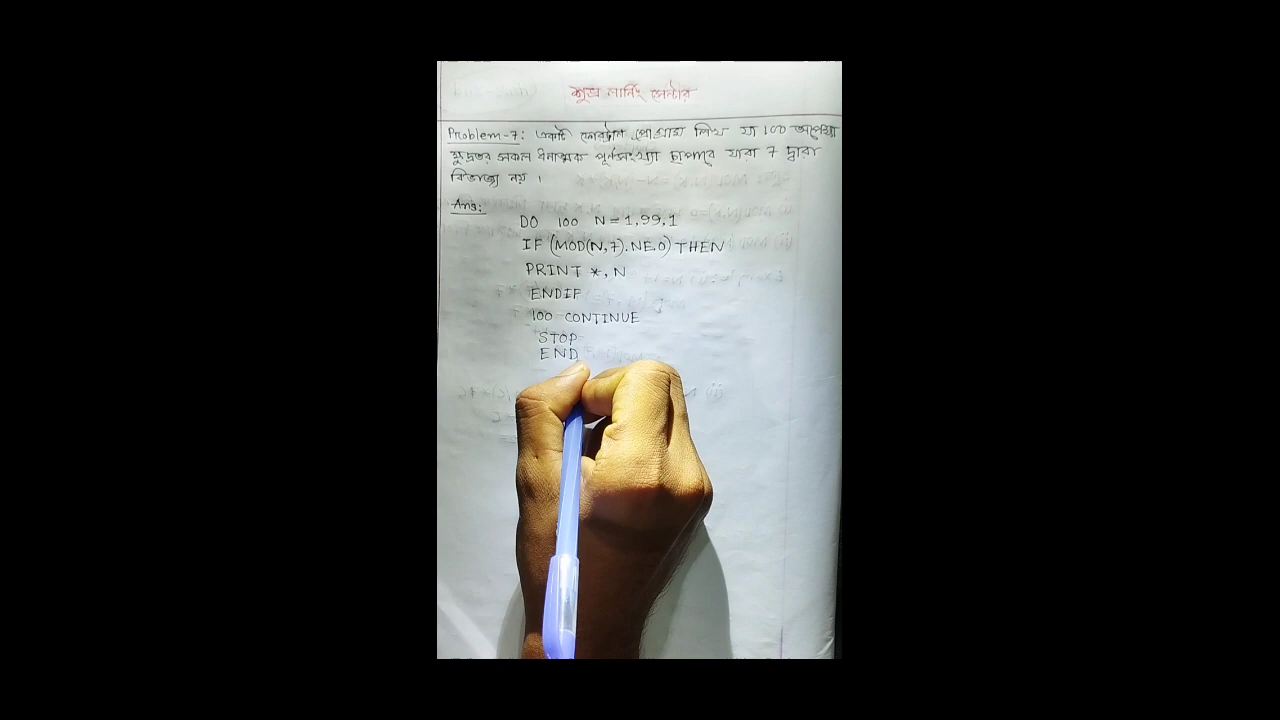 শুভ্র লার্নিং সেন্টার
Problem-7: একটি ফোরট্রান প্রোগ্রাম লিখ যা 100 অপেক্ষা
ক্ষুদ্রতর সকল ধনাত্মক পূর্ণসংখ্যা ছাপাবে যারা 7 দ্বারা
বিভাজ্য নয় ।
Ans:
DO 100 N = 1,99,1
IF (MOD(N,7).NE.0) THEN
PRINT *, N
ENDIF
100 CONTINUE
STOP
END